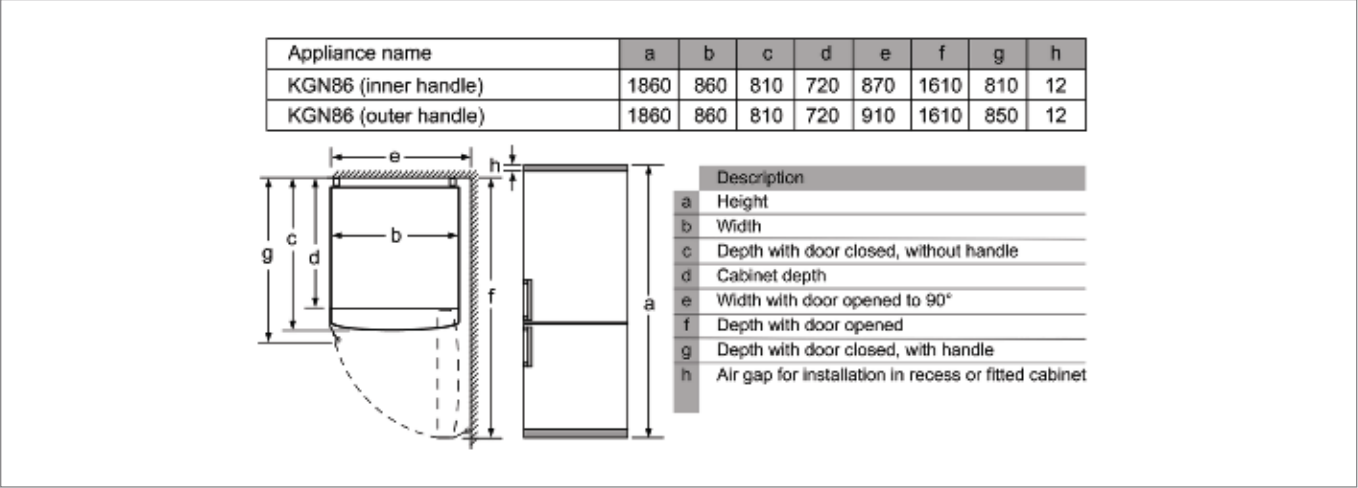 Appliance name a b c d e f g h
KGN86 (inner handle) 1860 860 810 720 870 1610 810 12
KGN86 (outer handle) 1860 860 810 720 910 1610 850 12
e
h
b
c
g
d
f
a
Description
a Height
b Width
c Depth with door closed, without handle
d Cabinet depth
e Width with door opened to 90°
f Depth with door opened
g Depth with door closed, with handle
h Air gap for installation in recess or fitted cabinet